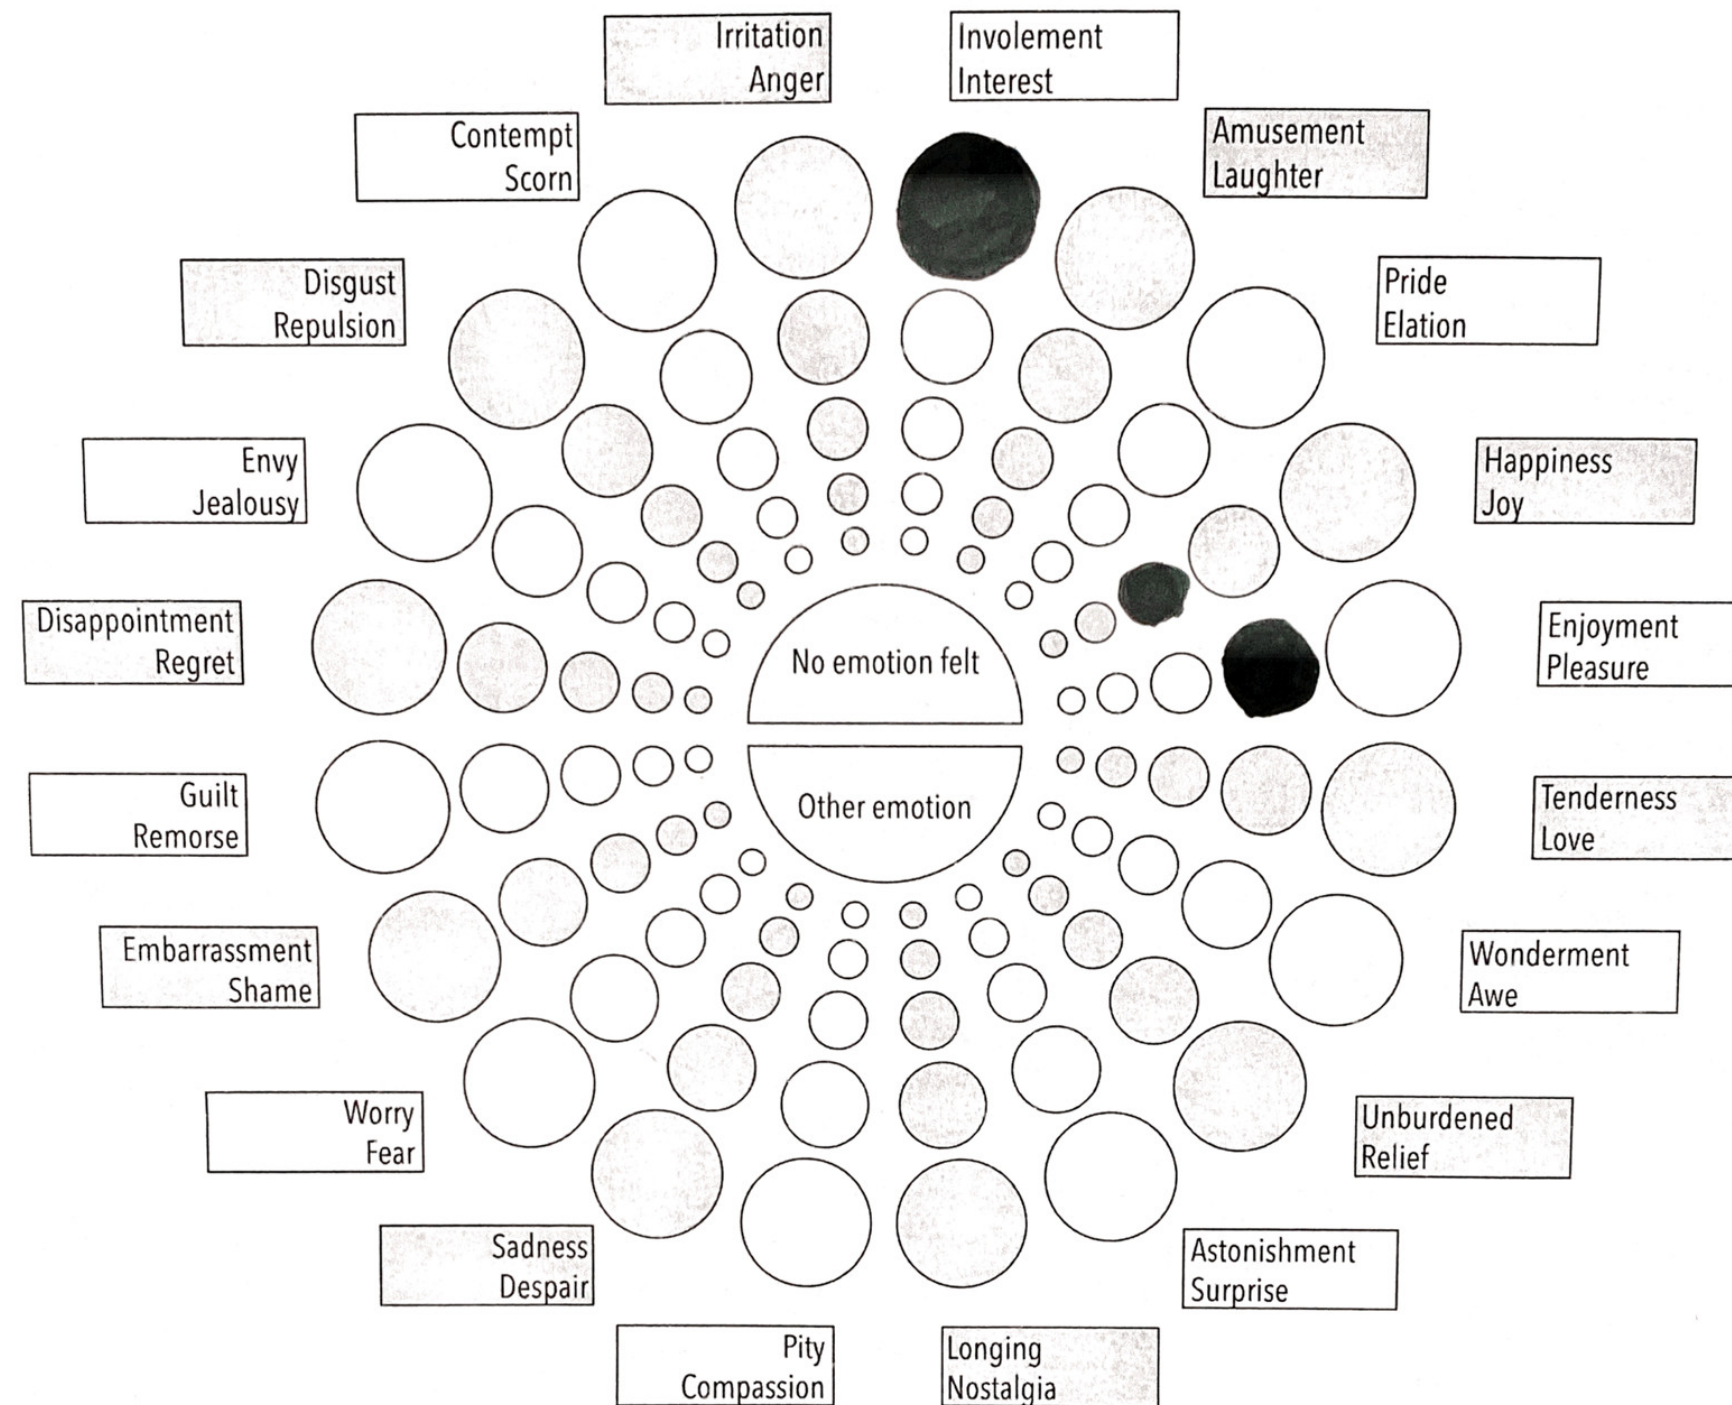 Irritation
Anger
Involement
Interest
Contempt
Scorn
Amusement
Laughter
Disgust
Repulsion
Pride
Elation
Envy
Jealousy
Happiness
Joy
Disappointment
Regret
No emotion felt
Enjoyment
Pleasure
Guilt
Remorse
Other emotion
Tenderness
Love
Embarrassment
Shame
Wonderment
Awe
Worry
Fear
Unburdened
Relief
Sadness
Despair
Astonishment
Surprise
Pity
Compassion
Longing
Nostalgia